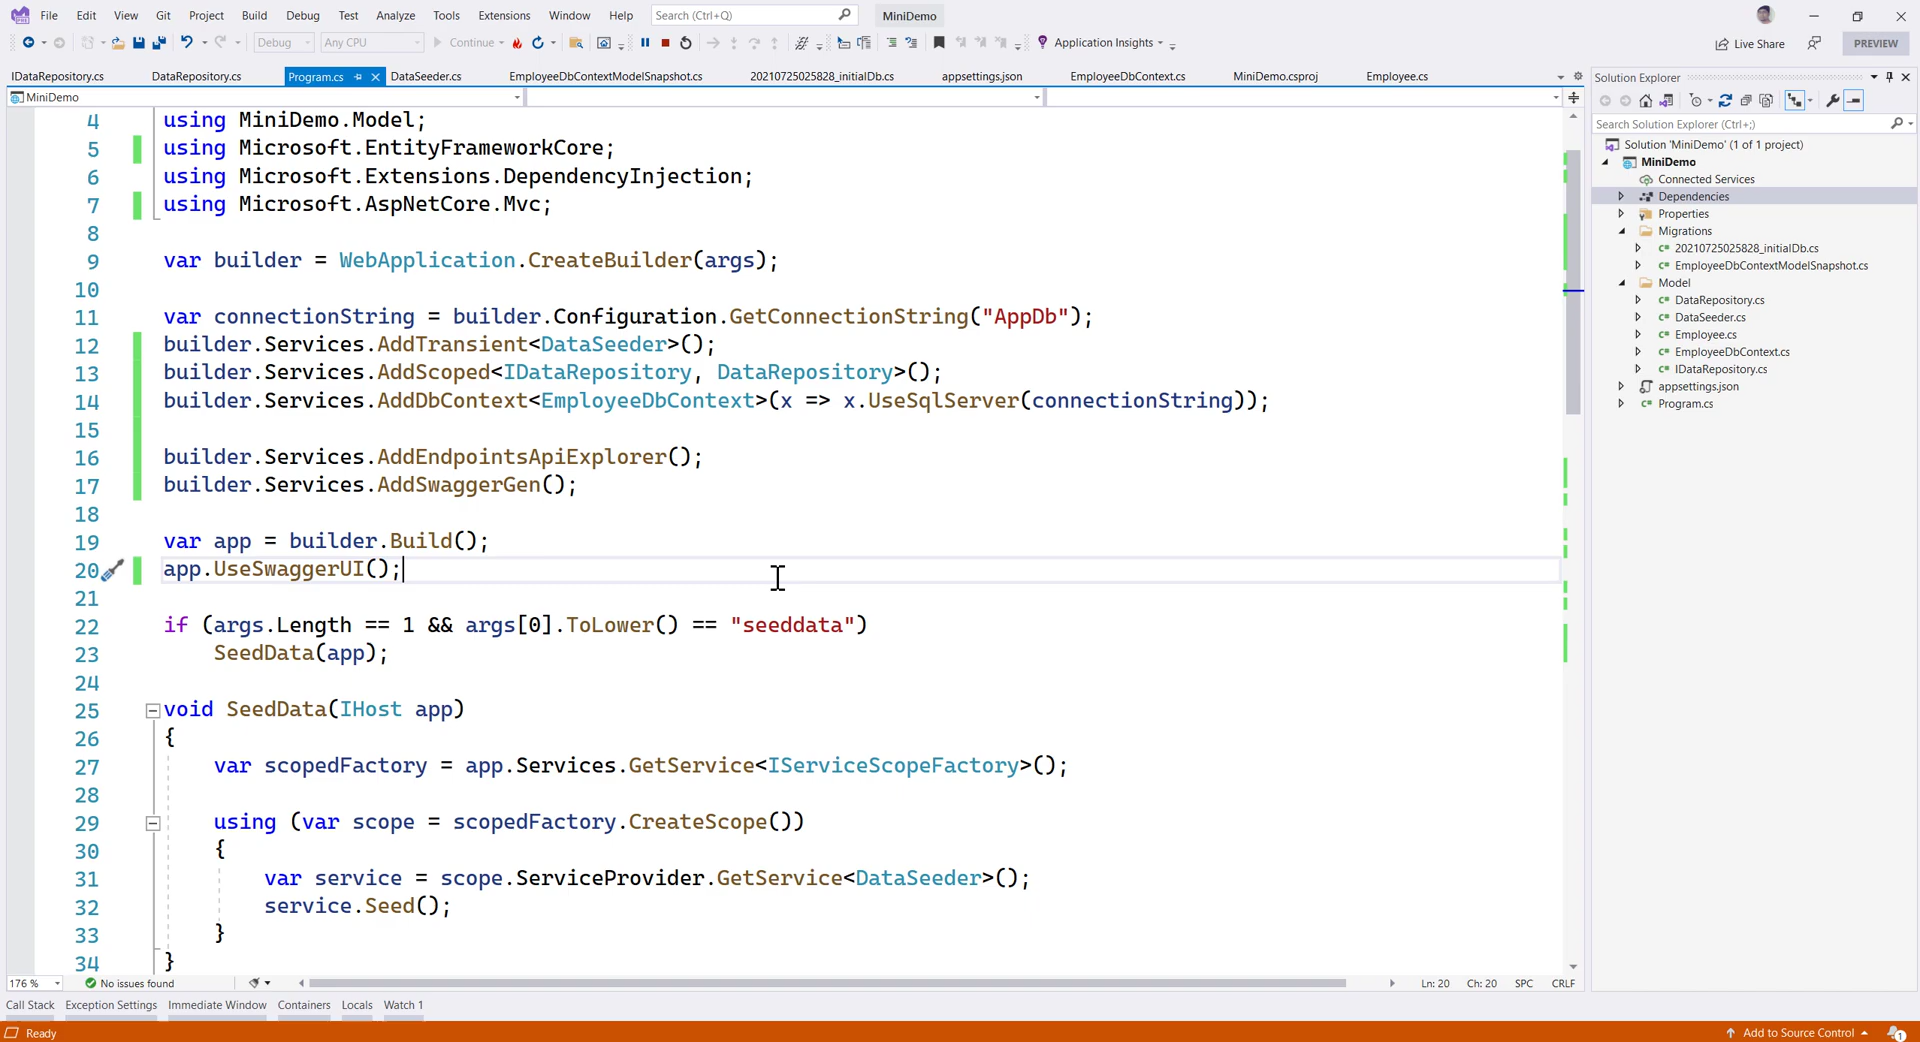 File Edit View Git Project Build Debug Test Analyze Tools Extensions Window Help Search (Ctrl+Q) MiniDemo
Debug Any CPU Continue Application Insights Live Share PREVIEW
IDataRepository.cs DataRepository.cs Program.cs DataSeeder.cs EmployeeDbContextModelSnapshot.cs 20210725025828_initialDb.cs appsettings.json EmployeeDbContext.cs MiniDemo.csproj Employee.cs
MiniDemo
4 using MiniDemo.Model;
5 using Microsoft.EntityFrameworkCore;
6 using Microsoft.Extensions.DependencyInjection;
7 using Microsoft.AspNetCore.Mvc;
8
9 var builder = WebApplication.CreateBuilder(args);
10
11 var connectionString = builder.Configuration.GetConnectionString("AppDb");
12 builder.Services.AddTransient<DataSeeder>();
13 builder.Services.AddScoped<IDataRepository, DataRepository>();
14 builder.Services.AddDbContext<EmployeeDbContext>(x => x.UseSqlServer(connectionString));
15
16 builder.Services.AddEndpointsApiExplorer();
17 builder.Services.AddSwaggerGen();
18
19 var app = builder.Build();
20 app.UseSwaggerUI();
21
22 if (args.Length == 1 && args[0].ToLower() == "seeddata")
23 SeedData(app);
24
25 void SeedData(IHost app)
26 {
27 var scopedFactory = app.Services.GetService<IServiceScopeFactory>();
28
29 using (var scope = scopedFactory.CreateScope())
30 {
31 var service = scope.ServiceProvider.GetService<DataSeeder>();
32 service.Seed();
33 }
34 }
176 % No issues found Ln: 20 Ch: 20 SPC CRLF
Call Stack Exception Settings Immediate Window Containers Locals Watch 1
Solution Explorer
Search Solution Explorer (Ctrl+;)
Solution 'MiniDemo' (1 of 1 project)
MiniDemo
Connected Services
Dependencies
Properties
Migrations
20210725025828_initialDb.cs
EmployeeDbContextModelSnapshot.cs
Model
DataRepository.cs
DataSeeder.cs
Employee.cs
EmployeeDbContext.cs
IDataRepository.cs
appsettings.json
Program.cs
Ready Add to Source Control 1